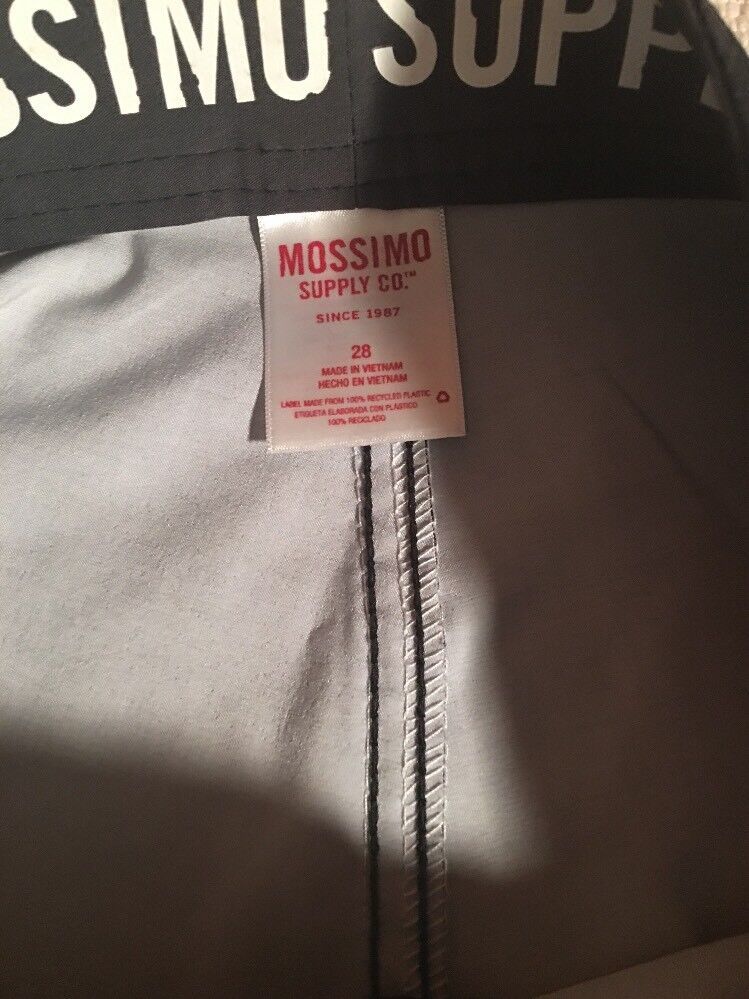 SSIMO SUPP
MOSSIMO
SUPPLY CO.™
SINCE 1987
28
MADE IN VIETNAM
HECHO EN VIETNAM
LABEL MADE FROM 100% RECYCLED PLASTIC
ETIQUETA ELABORADA CON PLÁSTICO
100% RECICLADO